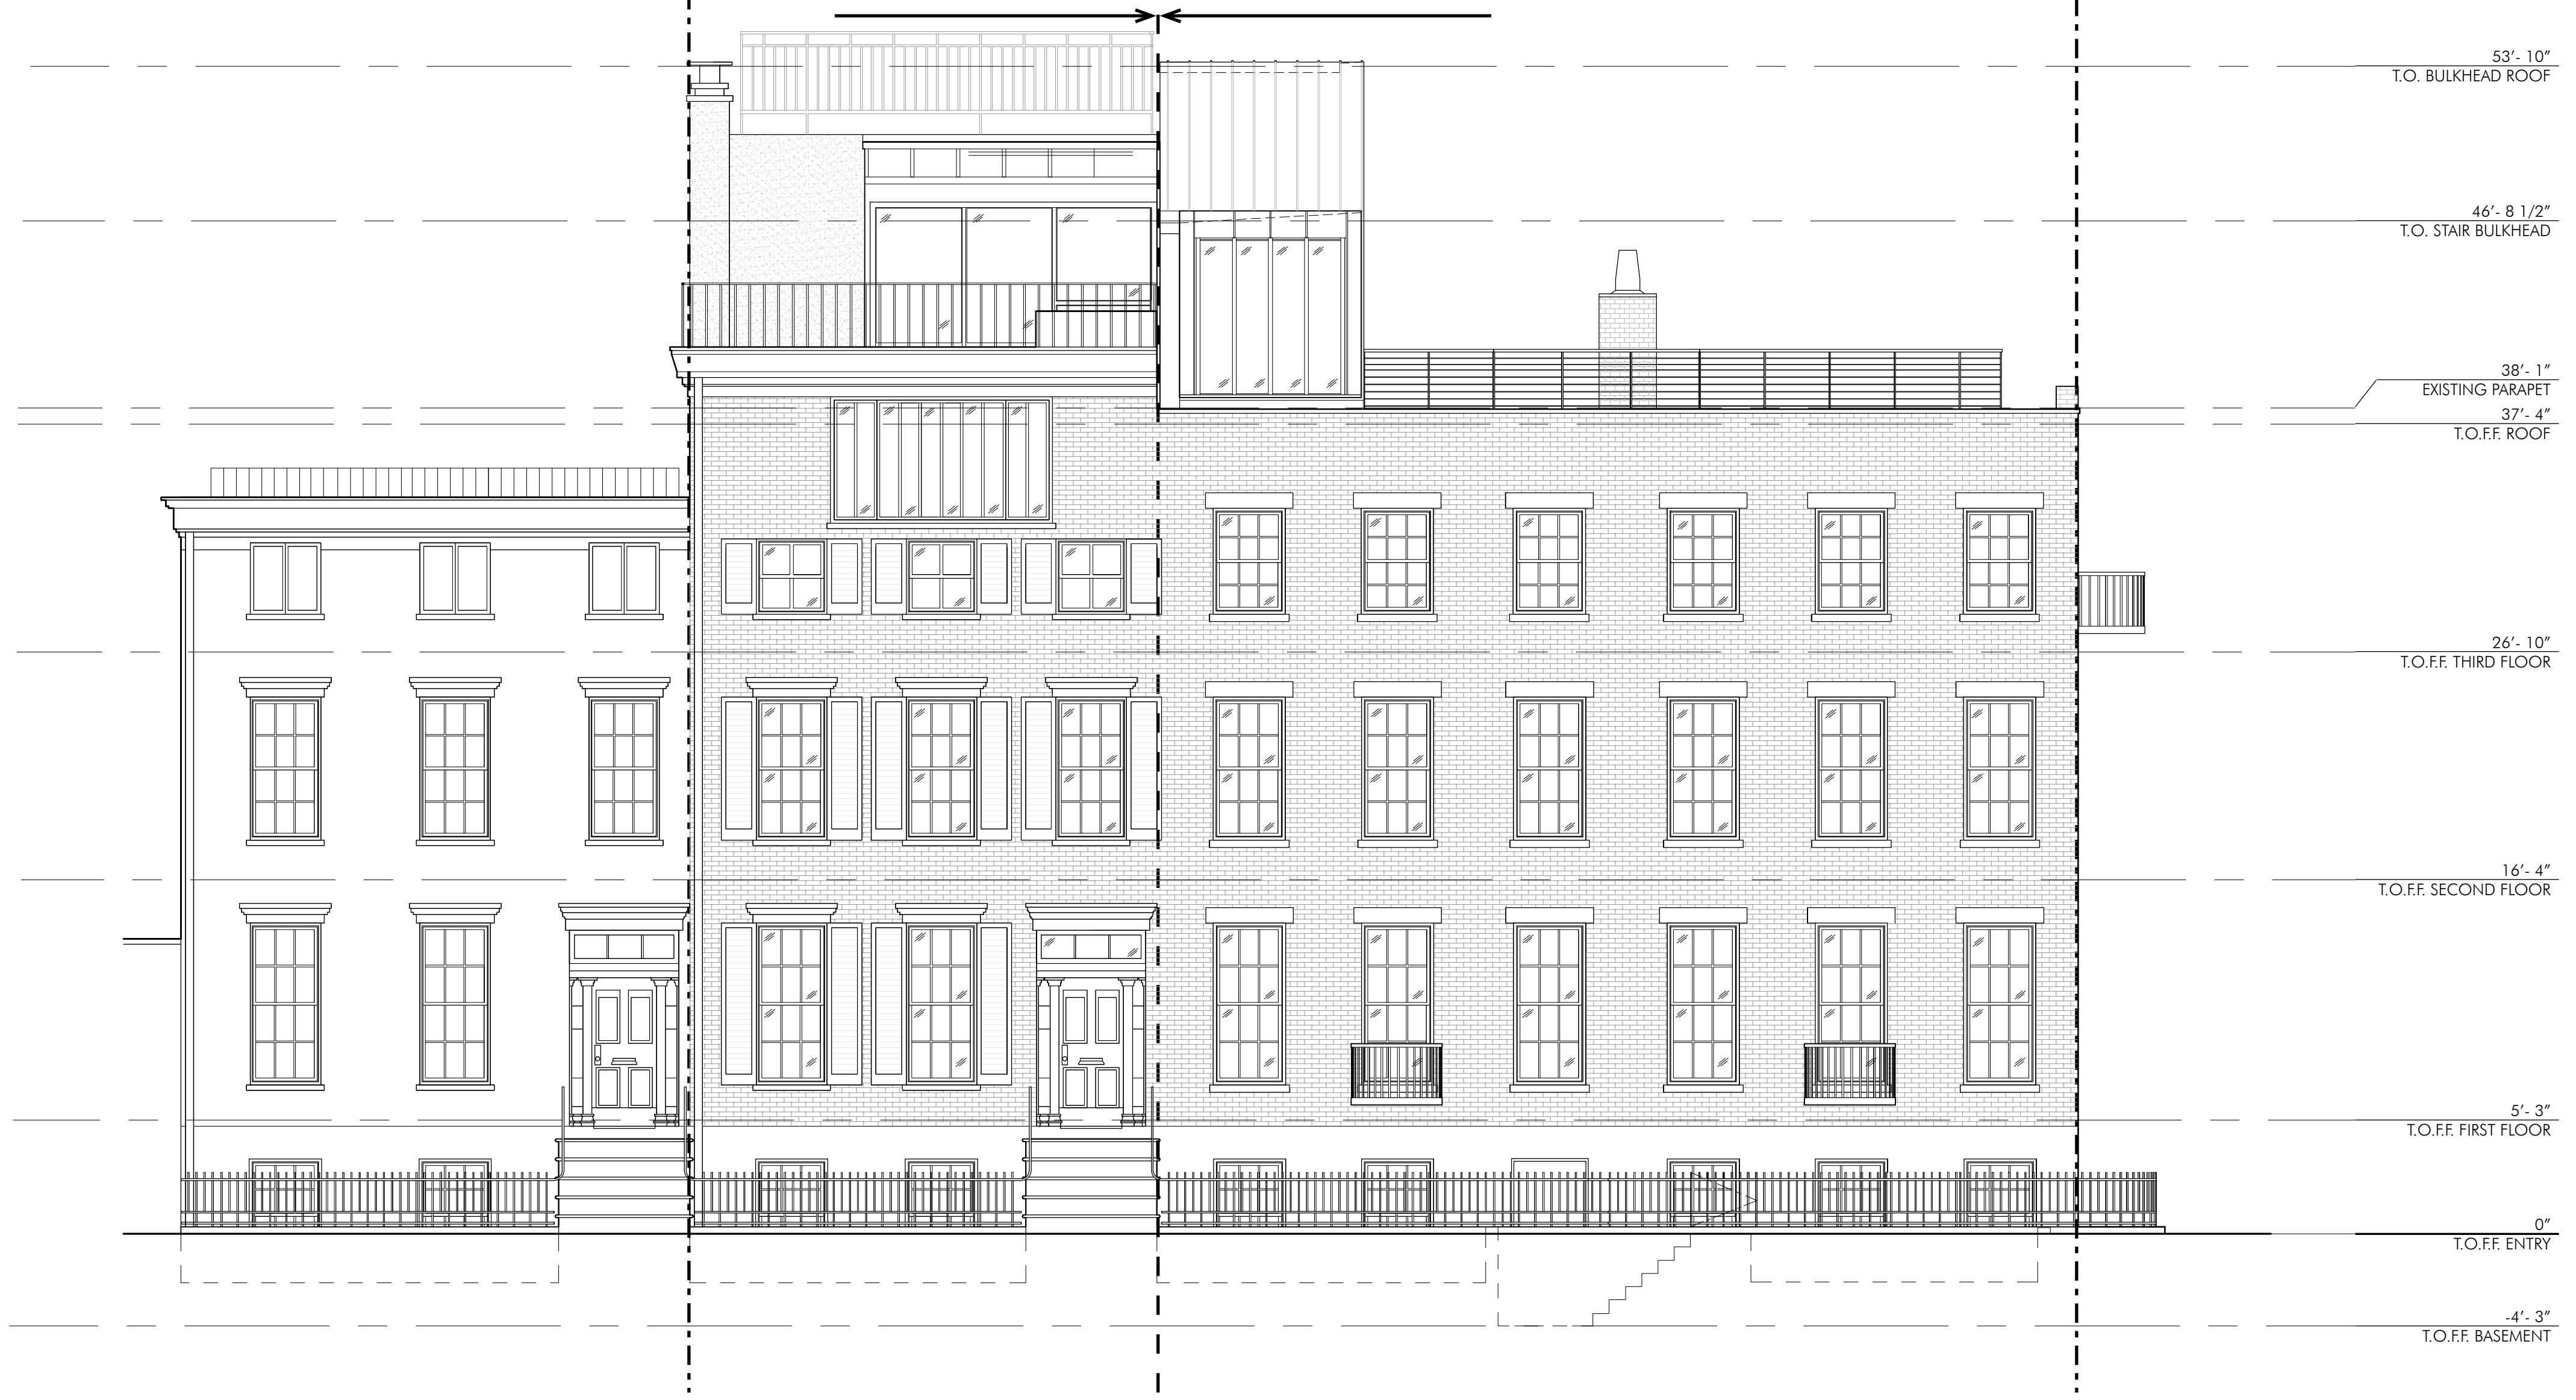 53'- 10"
T.O. BULKHEAD ROOF
46'- 8 1/2"
T.O. STAIR BULKHEAD
38'- 1"
EXISTING PARAPET
37'- 4"
T.O.F.F. ROOF
26'- 10"
T.O.F.F. THIRD FLOOR
16'- 4"
T.O.F.F. SECOND FLOOR
5'- 3"
T.O.F.F. FIRST FLOOR
0"
T.O.F.F. ENTRY
-4'- 3"
T.O.F.F. BASEMENT